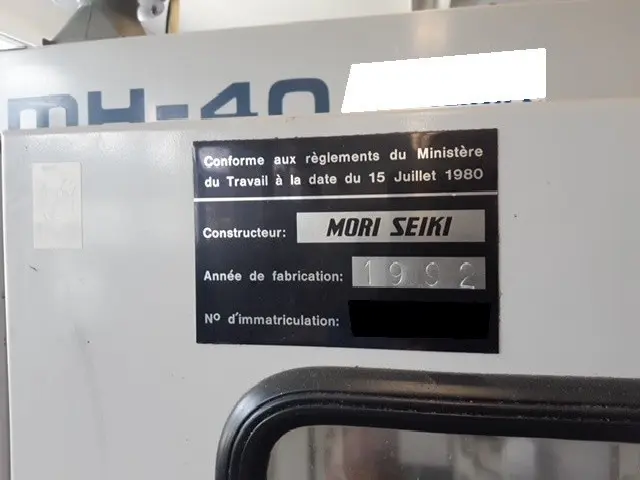 MH-40
Conforme aux règlements du Ministère
du Travail à la date du 15 Juillet 1980
Constructeur: MORI SEIKI
Année de fabrication: 1992
Nº d'immatriculation: